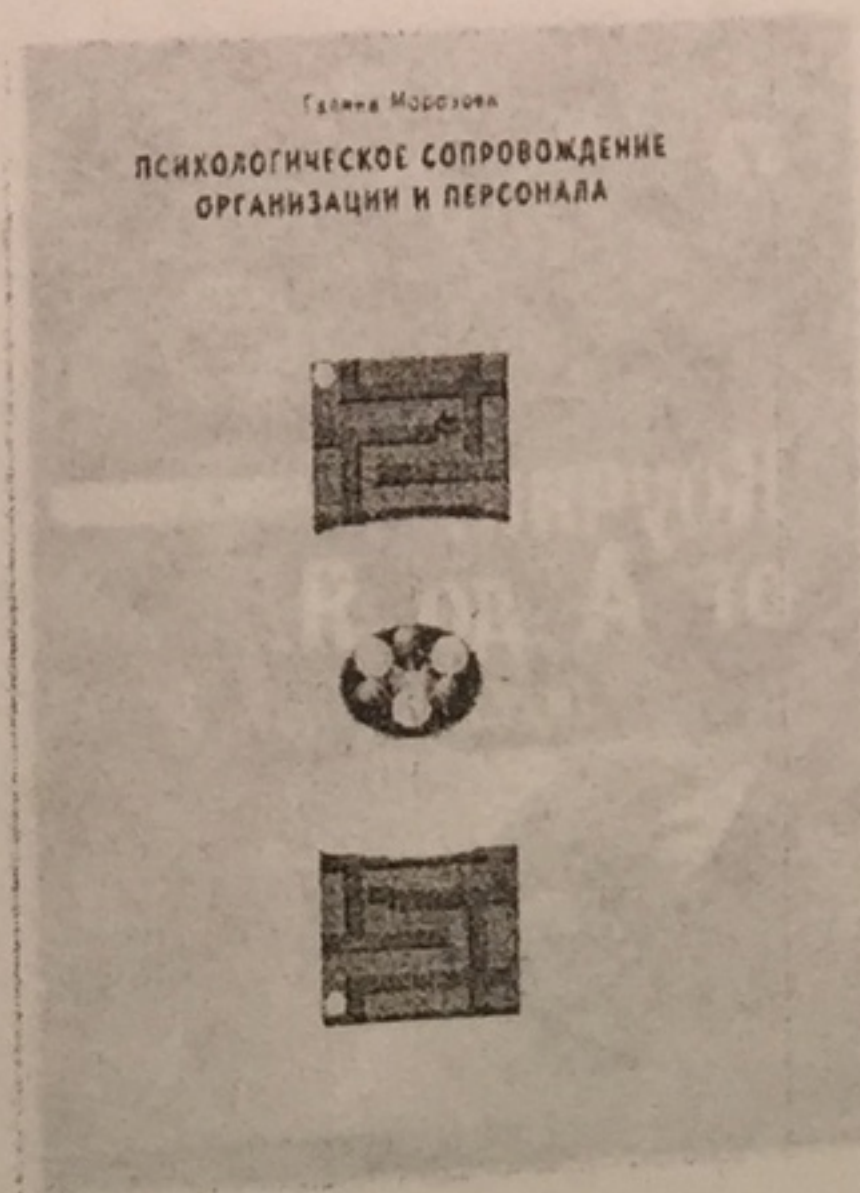 Галина Морозова
ПСИХОЛОГИЧЕСКОЕ СОПРОВОЖДЕНИЕ
ОРГАНИЗАЦИИ И ПЕРСОНАЛА